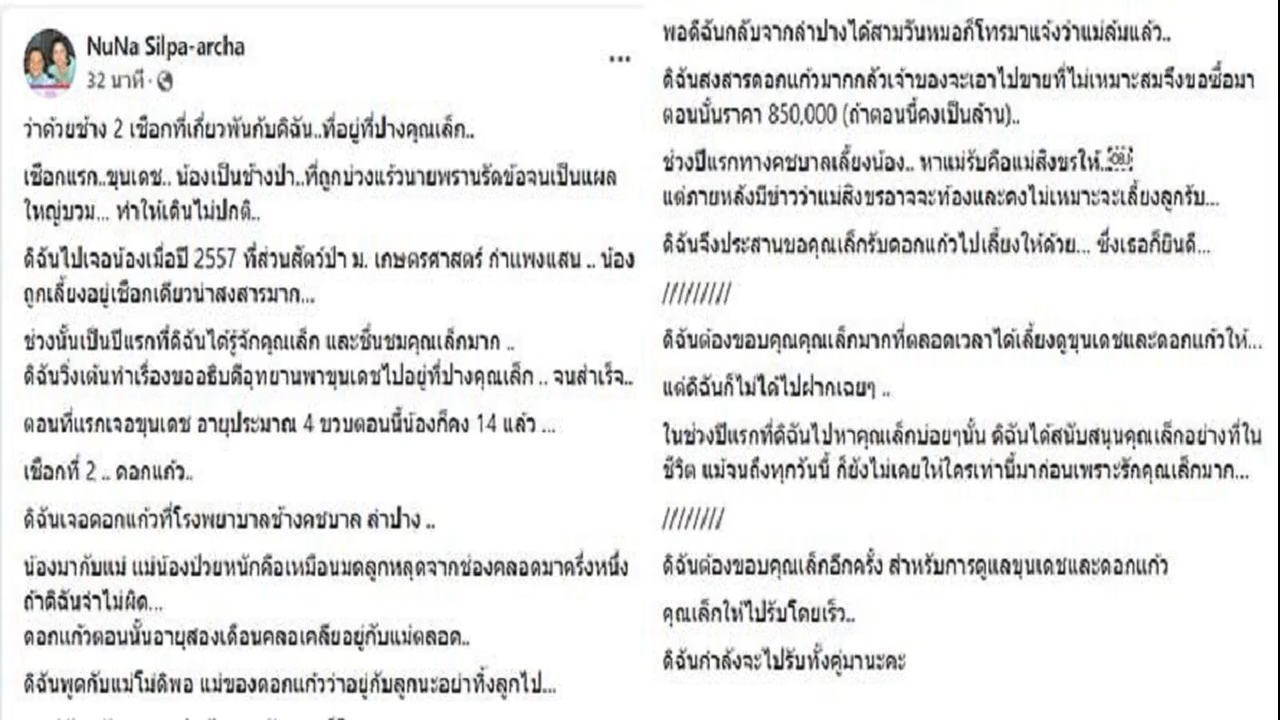 NuNa Silpa-archa
32 นาที ·
...
ว่าด้วยช้าง 2 เชือกที่เกี่ยวพันกับดิฉัน..ที่อยู่ที่ปางคุณเล็ก..
เชือกแรก..ขุนเดช.. น้องเป็นช้างป่า..ที่ถูกบ่วงแร้วนายพรานรัดข้อจนเป็นแผล
ใหญ่บวม... ทำให้เดินไม่ปกติ..
ดิฉันไปเจอน้องเมื่อปี 2557 ที่ส่วนสัตว์ป่า ม. เกษตรศาสตร์ กำแพงแสน .. น้อง
ถูกเลี้ยงอยู่เชือกเดียวน่าสงสารมาก...
ช่วงนั้นเป็นปีแรกที่ดิฉันได้รู้จักคุณเล็ก และชื่นชมคุณเล็กมาก ..
ดิฉันวิ่งเต้นทำเรื่องขออธิบดีอุทยานพาขุนเดชไปอยู่ที่ปางคุณเล็ก .. จนสำเร็จ..
ตอนที่แรกเจอขุนเดช อายุประมาณ 4 ขวบตอนนี้น้องก็คง 14 แล้ว ...
เชือกที่ 2 .. ดอกแก้ว..
ดิฉันเจอดอกแก้วที่โรงพยาบาลช้างคชบาล ลำปาง ..
น้องมากับแม่ แม่น้องป่วยหนักคือเหมือนมดลูกหลุดจากช่องคลอดมาครึ่งหนึ่ง
ถ้าดิฉันจำไม่ผิด...
ดอกแก้วตอนนั้นอายุสองเดือนคลอเคลียอยู่กับแม่ตลอด..
ดิฉันพูดกับแม่โม่ดิพอ แม่ของดอกแก้วว่าอยู่กับลูกนะอย่าทิ้งลูกไป...
พอดิฉันกลับจากลำปางได้สามวันหมอก็โทรมาแจ้งว่าแม่ล้มแล้ว..
ดิฉันสงสารดอกแก้วมากกลัวเจ้าของจะเอาไปขายที่ไม่เหมาะสมจึงขอซื้อมา
ตอนนั้นราคา 850,000 (ถ้าตอนนี้คงเป็นล้าน)..
ช่วงปีแรกทางคชบาลเลี้ยงน้อง.. หาแม่รับคือแม่สิงขรให้..
แต่ภายหลังมีข่าวว่าแม่สิงขรอาจจะท้องและคงไม่เหมาะจะเลี้ยงลูกรับ...
ดิฉันจึงประสานขอคุณเล็กรับดอกแก้วไปเลี้ยงให้ด้วย... ซึ่งเธอก็ยินดี...
/////////
ดิฉันต้องขอบคุณคุณเล็กมากที่ตลอดเวลาได้เลี้ยงดูขุนเดชและดอกแก้วให้...
แต่ดิฉันก็ไม่ได้ไปฝากเฉยๆ ..
ในช่วงปีแรกที่ดิฉันไปหาคุณเล็กบ่อยๆนั้น ดิฉันได้สนับสนุนคุณเล็กอย่างที่ใน
ชีวิต แม้จนถึงทุกวันนี้ ก็ยังไม่เคยให้ใครเท่านี้มาก่อนเพราะรักคุณเล็กมาก...
////////
ดิฉันต้องขอบคุณเล็กอีกครั้ง สำหรับการดูแลขุนเดชและดอกแก้ว
คุณเล็กให้ไปรับโดยเร็ว..
ดิฉันกำลังจะไปรับทั้งคู่มานะคะ